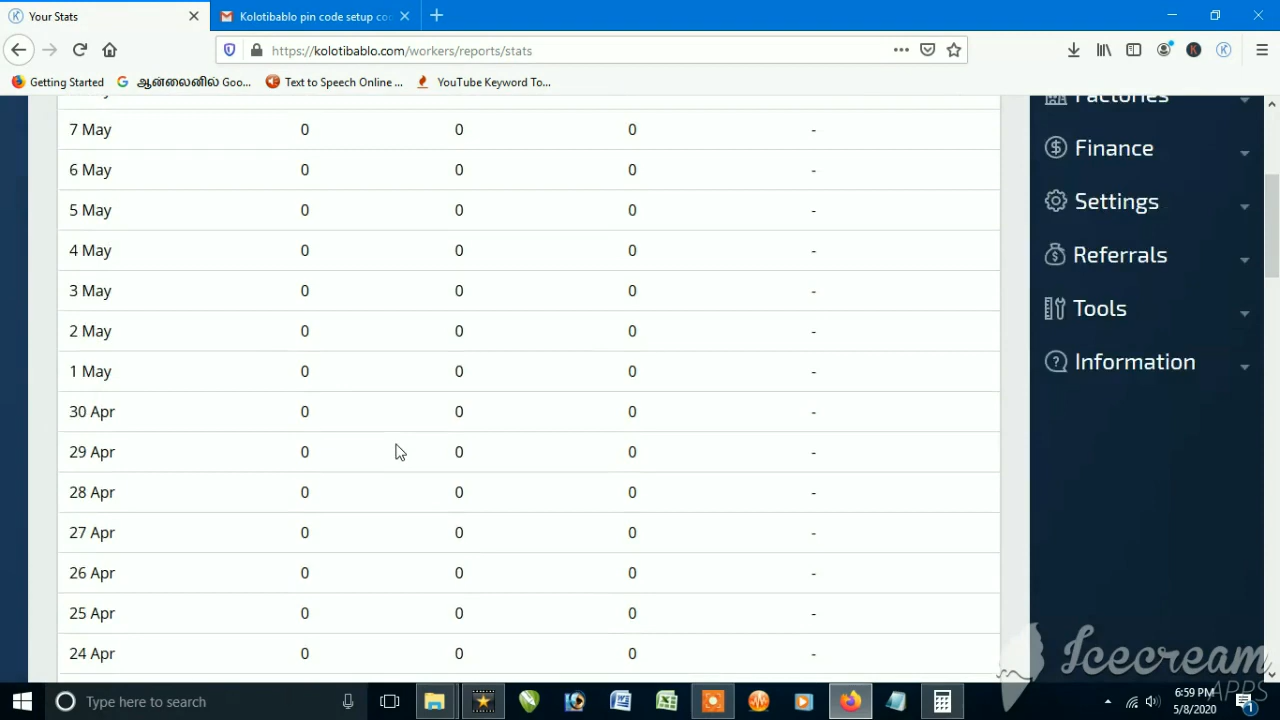 Your Stats
Kolotibablo pin code setup co
https://kolotibablo.com/workers/reports/stats
Getting Started
ஆன்லைனில் Goo...
Text to Speech Online ...
YouTube Keyword To...
7 May 0 0 0 -
6 May 0 0 0 -
5 May 0 0 0 -
4 May 0 0 0 -
3 May 0 0 0 -
2 May 0 0 0 -
1 May 0 0 0 -
30 Apr 0 0 0 -
29 Apr 0 0 0 -
28 Apr 0 0 0 -
27 Apr 0 0 0 -
26 Apr 0 0 0 -
25 Apr 0 0 0 -
24 Apr 0 0 0 -
Factories
Finance
Settings
Referrals
Tools
Information
Icecream
APPS
Type here to search
6:59 PM
5/8/2020
1